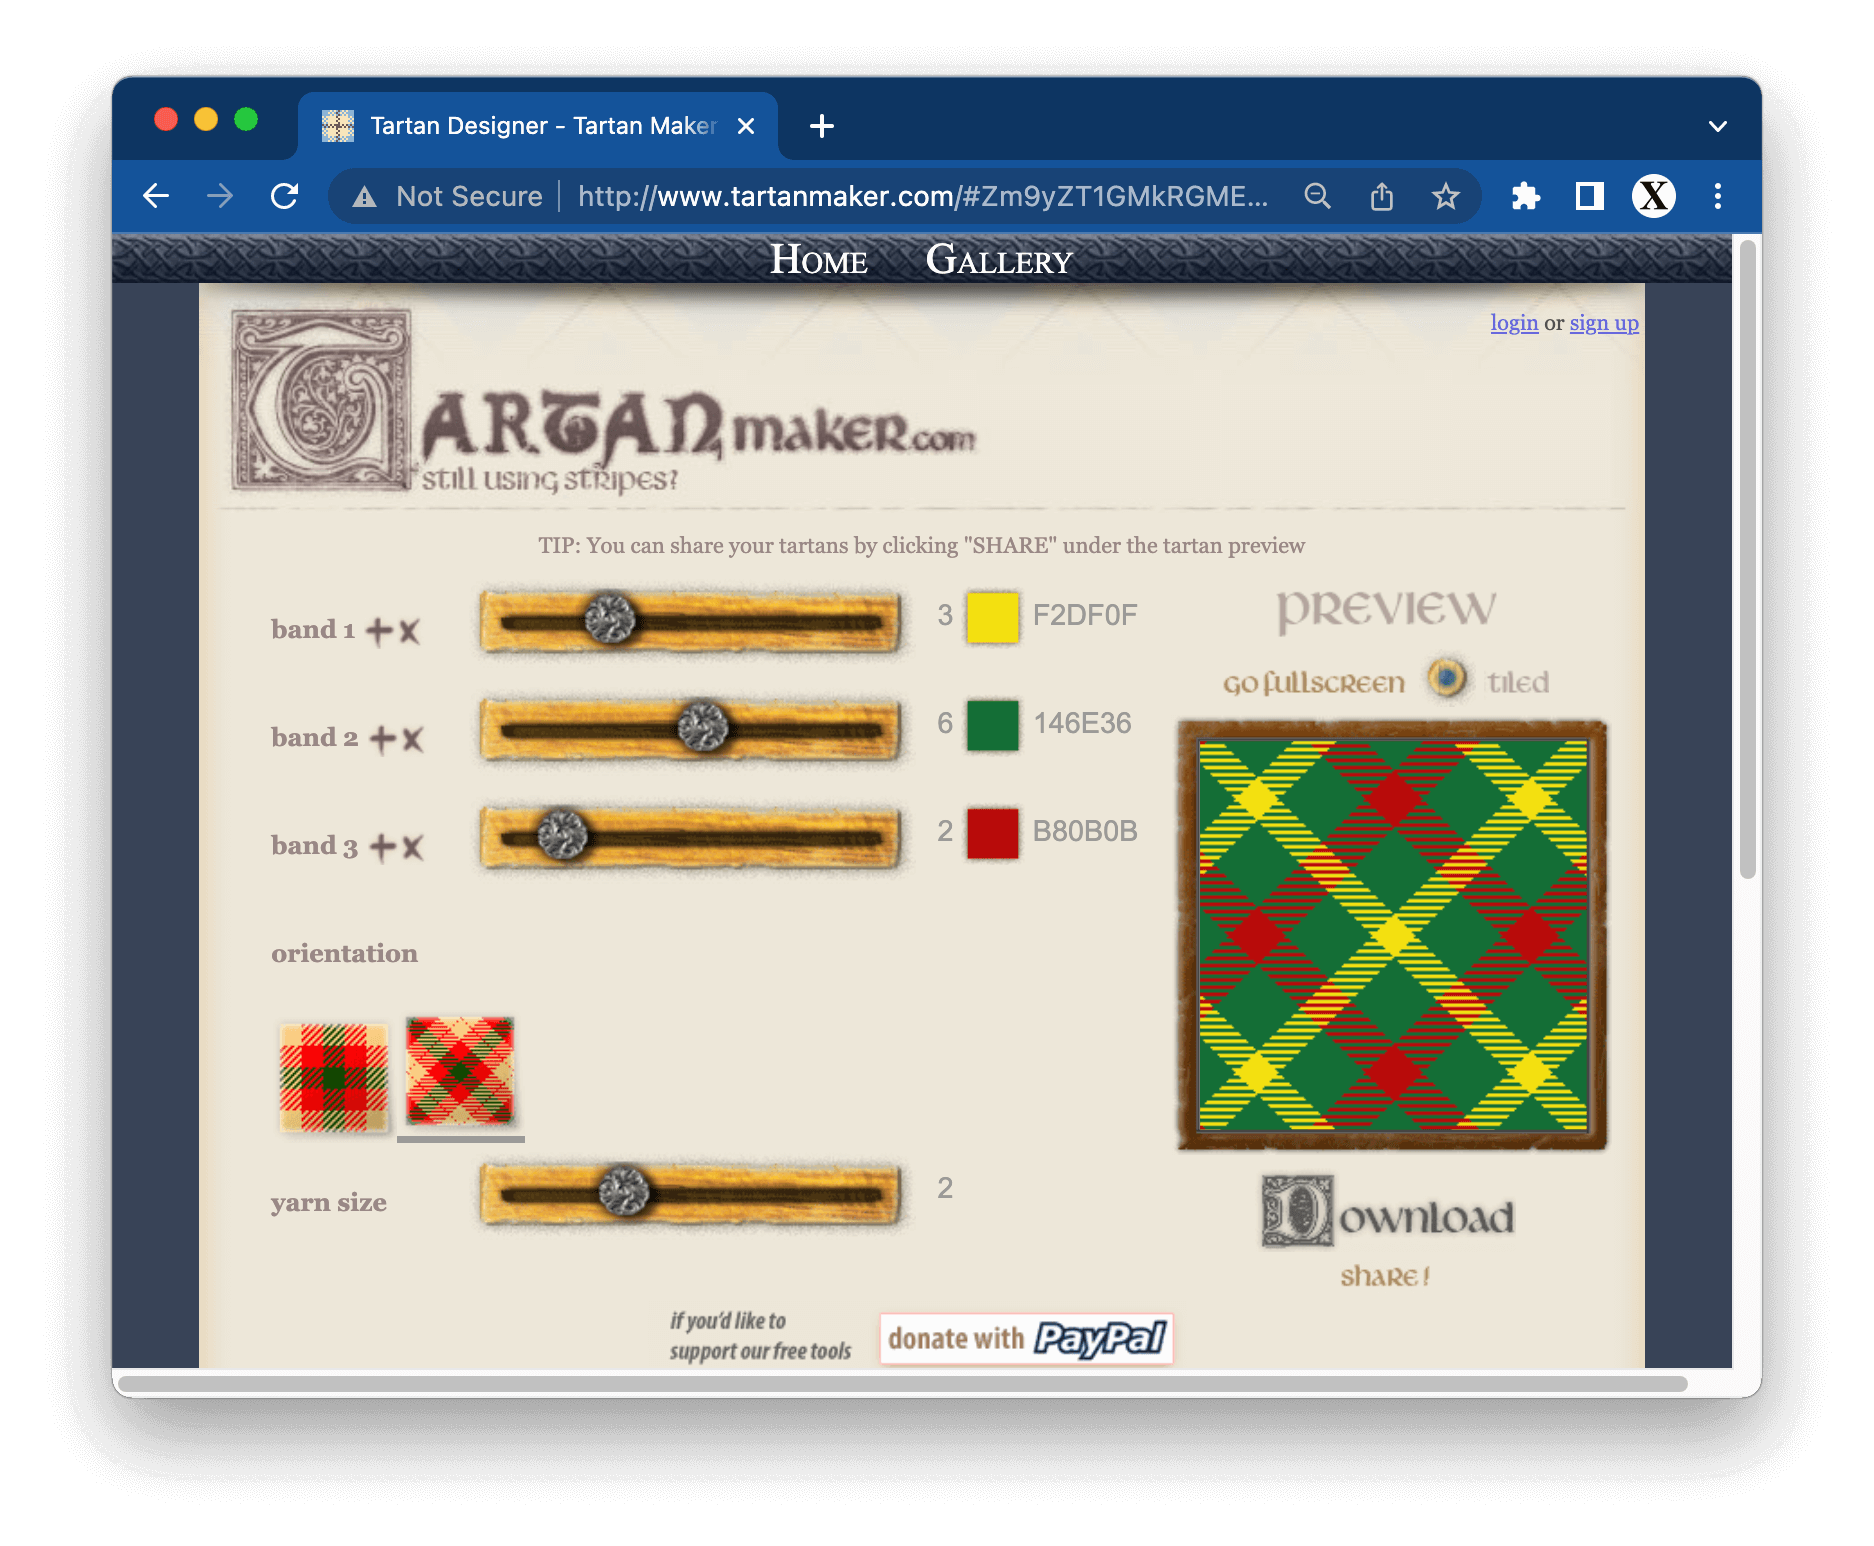 Tartan Designer - Tartan Maker
Not Secure http://www.tartanmaker.com/#Zm9yZT1GMkRGME...
X
HOME GALLERY
login or sign up
TARTAN maker.com
still using stripes?
TIP: You can share your tartans by clicking "SHARE" under the tartan preview
band 1 3 F2DF0F
band 2 6 146E36
band 3 2 B80B0B
PREVIEW
go fullscreen tiled
orientation
yarn size 2
Download
share!
if you'd like to
support our free tools
donate with PayPal